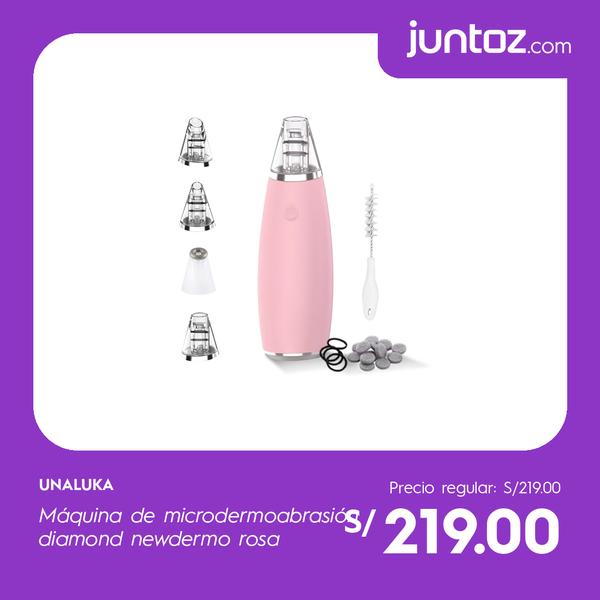 juntoz.com
UNALUKA
Máquina de microdermoabrasión
diamond newdermo rosa
Precio regular: S/219.00
S/ 219.00